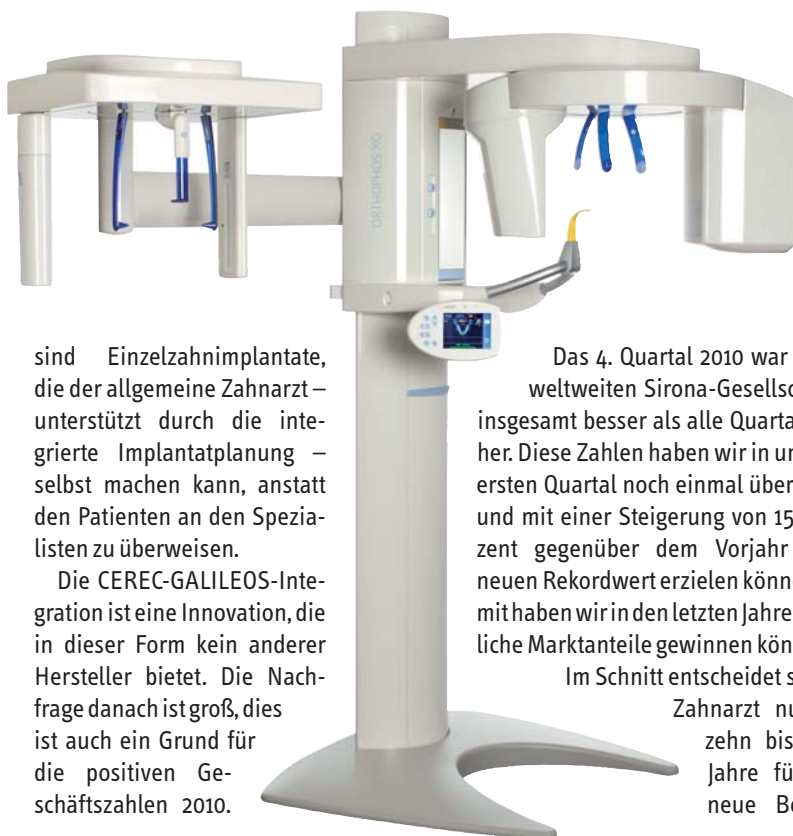 ORTHOPHOS XG
sind Einzelzahnimplantate,
die der allgemeine Zahnarzt –
unterstützt durch die inte-
grierte Implantatplanung –
selbst machen kann, anstatt
den Patienten an den Spezia-
listen zu überweisen.
Die CEREC-GALILEOS-Inte-
gration ist eine Innovation, die
in dieser Form kein anderer
Hersteller bietet. Die Nach-
frage danach ist groß, dies
ist auch ein Grund für
die positiven Ge-
schäftszahlen 2010.
Das 4. Quartal 2010 war
weltweiten Sirona-Gesellsc
insgesamt besser als alle Quarta
her. Diese Zahlen haben wir in un
ersten Quartal noch einmal über
und mit einer Steigerung von 15
zent gegenüber dem Vorjahr
neuen Rekordwert erzielen könne
mit haben wir in den letzten Jahre
liche Marktanteile gewinnen kön
Im Schnitt entscheidet s
Zahnarzt nu
zehn bis
Jahre fü
neue Be